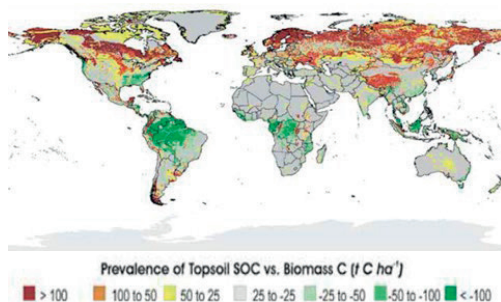 Prevalence of Topsoil SOC vs. Biomass C (t C ha⁻¹)
> 100 100 to 50 50 to 25 25 to -25 -25 to -50 -50 to -100 < -100